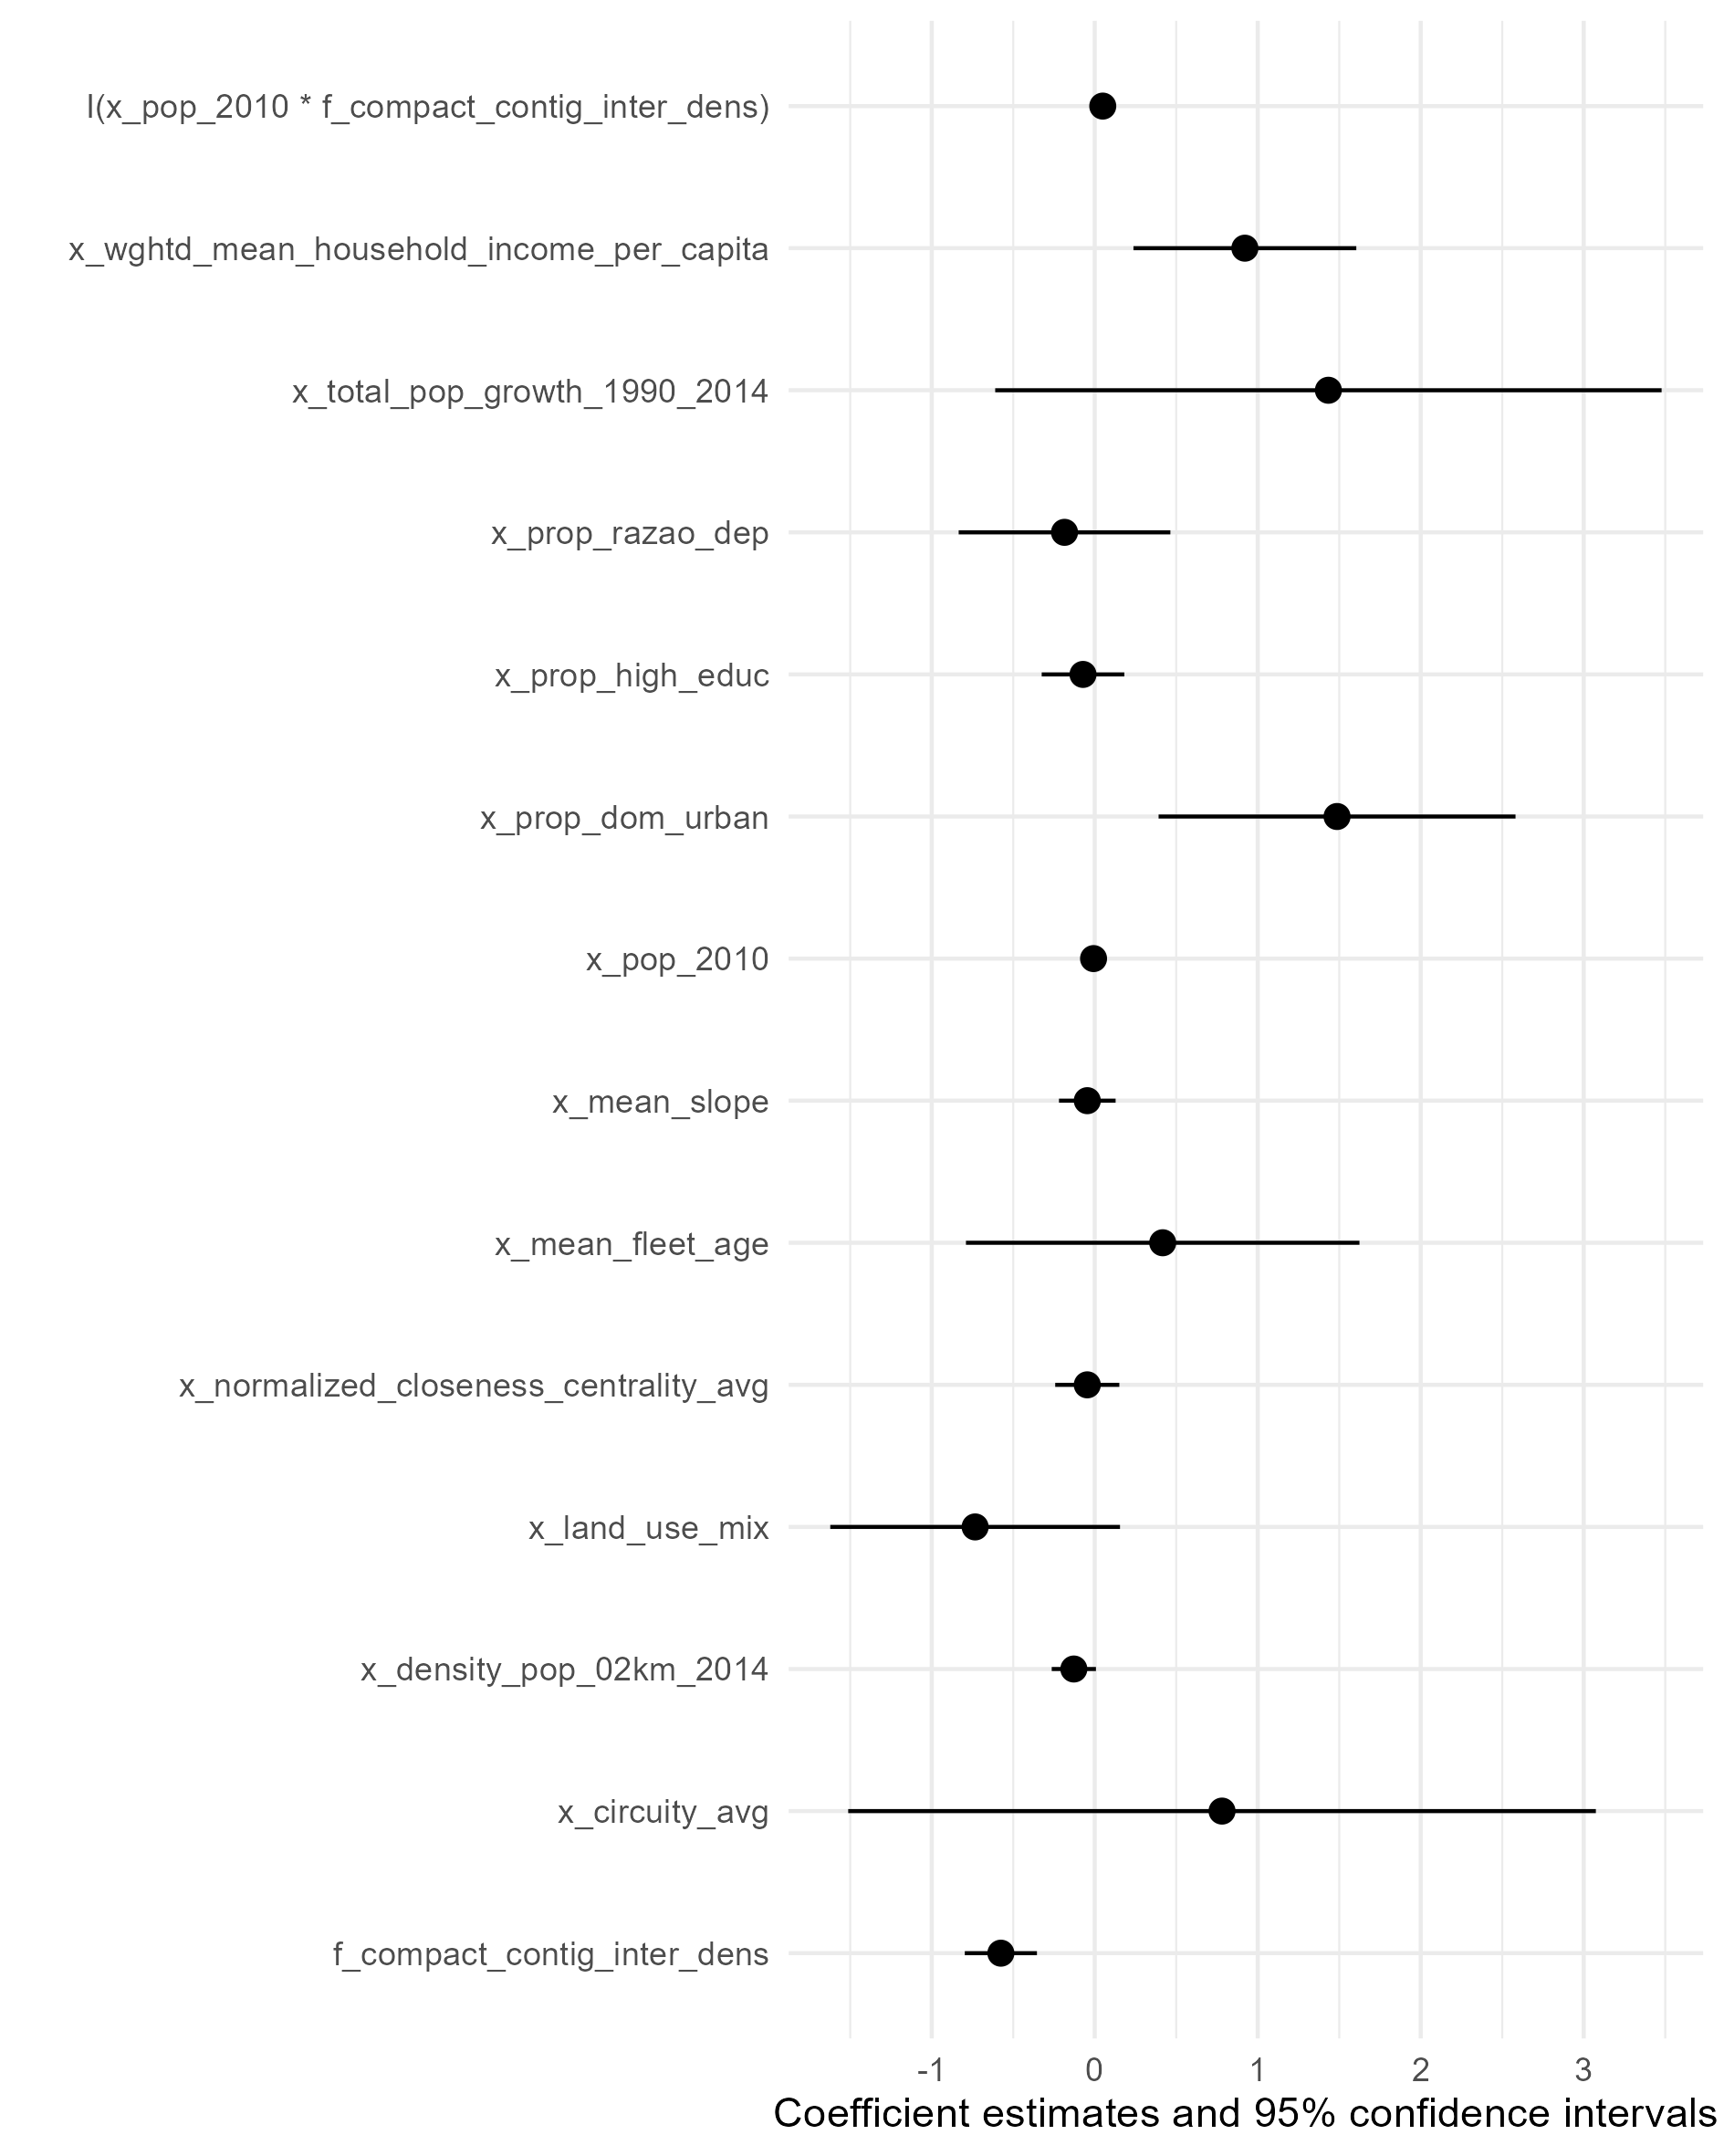 I(x_pop_2010 * f_compact_contig_inter_dens)
x_wghtd_mean_household_income_per_capita
x_total_pop_growth_1990_2014
x_prop_razao_dep
x_prop_high_educ
x_prop_dom_urban
x_pop_2010
x_mean_slope
x_mean_fleet_age
x_normalized_closeness_centrality_avg
x_land_use_mix
x_density_pop_02km_2014
x_circuity_avg
f_compact_contig_inter_dens
-1 0 1 2 3
Coefficient estimates and 95% confidence intervals